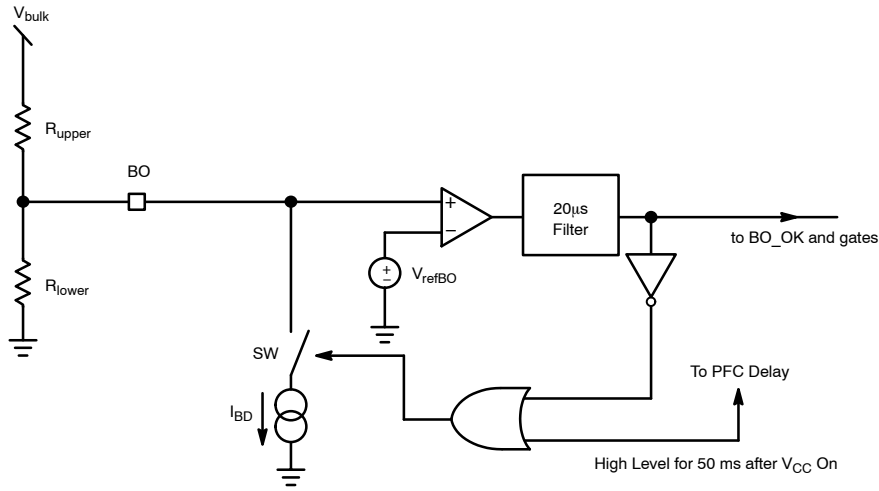 V_bulk
R_upper
BO
R_lower
+
−
+
−
V_refBO
20μs
Filter
to BO_OK and gates
SW
I_BD
To PFC Delay
High Level for 50 ms after V_CC On